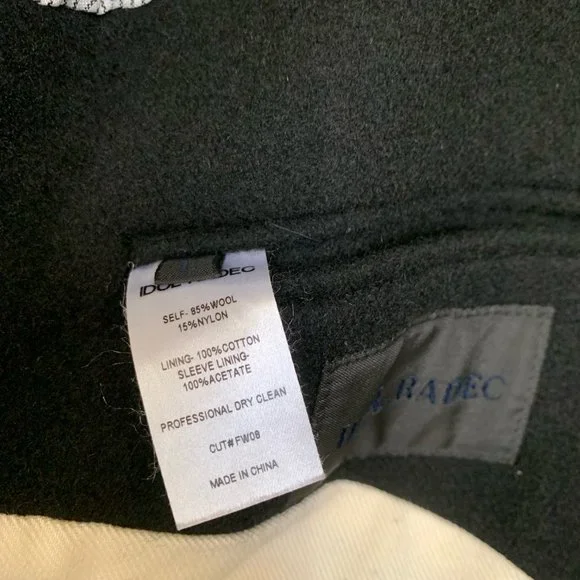 SELF- 85%WOOL
15%NYLON
LINING- 100%COTTON
SLEEVE LINING-
100%ACETATE
PROFESSIONAL DRY CLEAN
CUT#FW08
MADE IN CHINA
RADEC